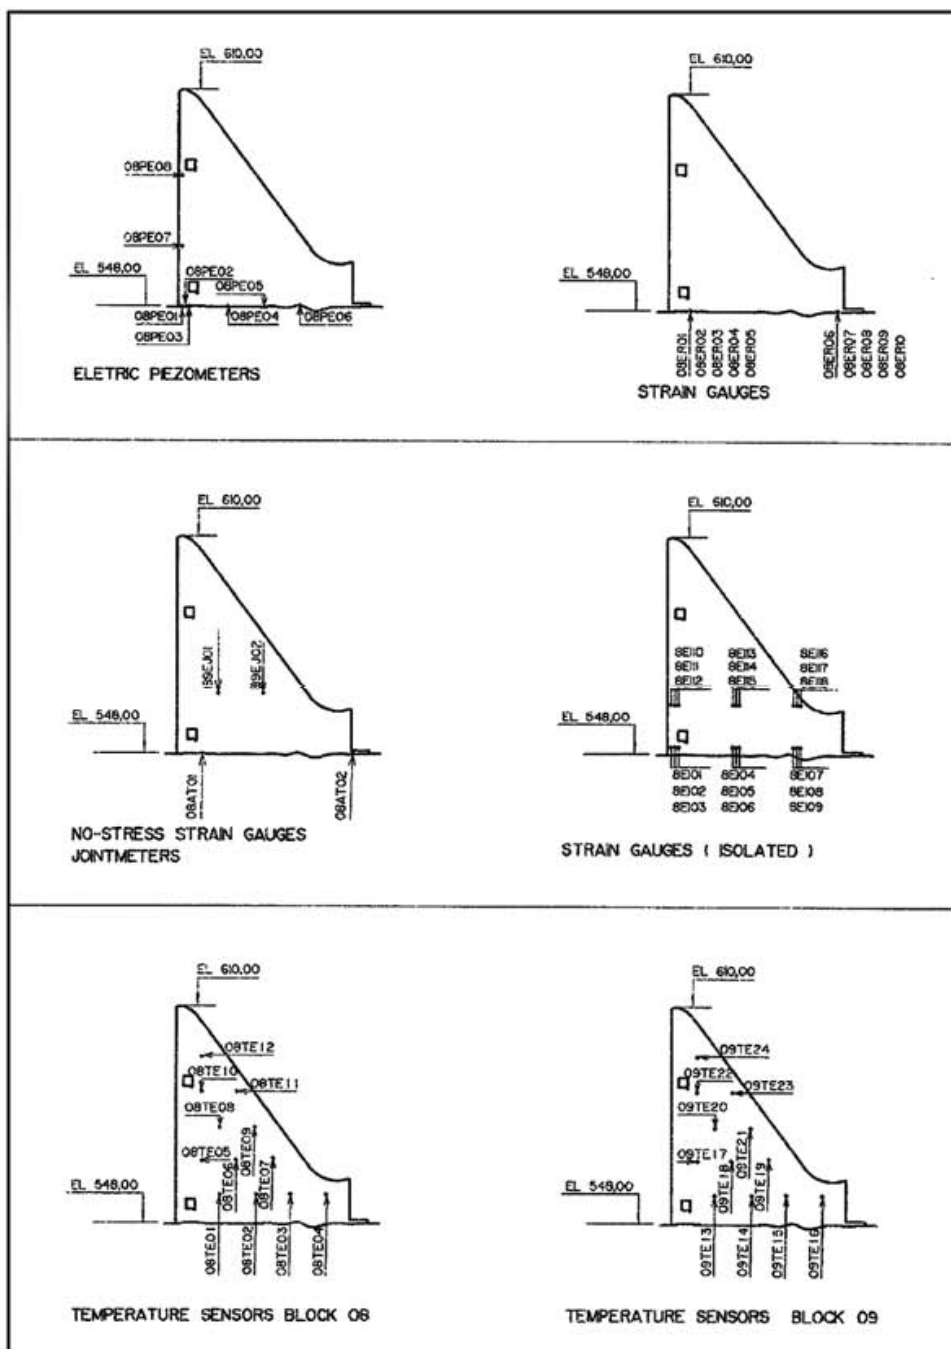 EL 610,00
08PE08
08PE07
EL 548,00
08PE02
08PE05
08PE01
08PE04
08PE06
08PE03
ELETRIC PIEZOMETERS
EL 610,00
EL 548,00
08ER01
08ER02
08ER03
08ER04
08ER05
08ER06
08ER07
08ER08
08ER09
08ER10
STRAIN GAUGES
EL 610,00
EL 548,00
08AT01
08AT02
NO-STRESS STRAIN GAUGES
JOINTMETERS
EL 610,00
8EI10 8EI13 8EI16
8EI11 8EI14 8EI17
8EI12 8EI15 8EI18
EL 548,00
8EI01 8EI04 8EI07
8EI02 8EI05 8EI08
8EI03 8EI06 8EI09
STRAIN GAUGES ( ISOLATED )
EL 610,00
08TE12
08TE10
08TE11
08TE08
08TE09
08TE05
08TE06
08TE07
EL 548,00
08TE01
08TE02
08TE03
08TE04
TEMPERATURE SENSORS BLOCK 08
EL 610,00
09TE24
09TE22
09TE23
09TE20
09TE21
09TE17
09TE18
09TE19
EL 548,00
09TE13
09TE14
09TE15
09TE16
TEMPERATURE SENSORS BLOCK 09